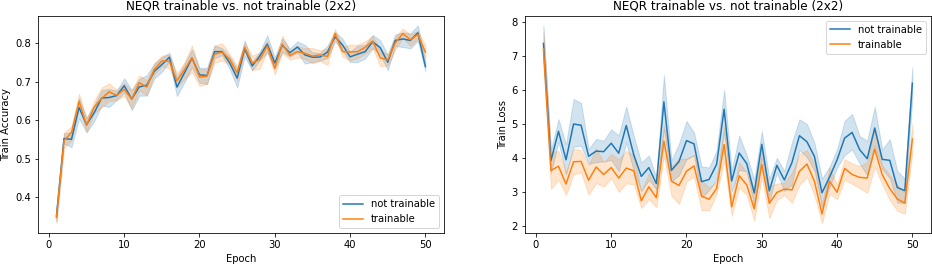 NEQR trainable vs. not trainable (2x2)
Train Accuracy
0.8
0.7
0.6
0.5
0.4
0
10
20
30
40
50
Epoch
not trainable
trainable
NEQR trainable vs. not trainable (2x2)
Train Loss
8
7
6
5
4
3
2
0
10
20
30
40
50
Epoch
not trainable
trainable